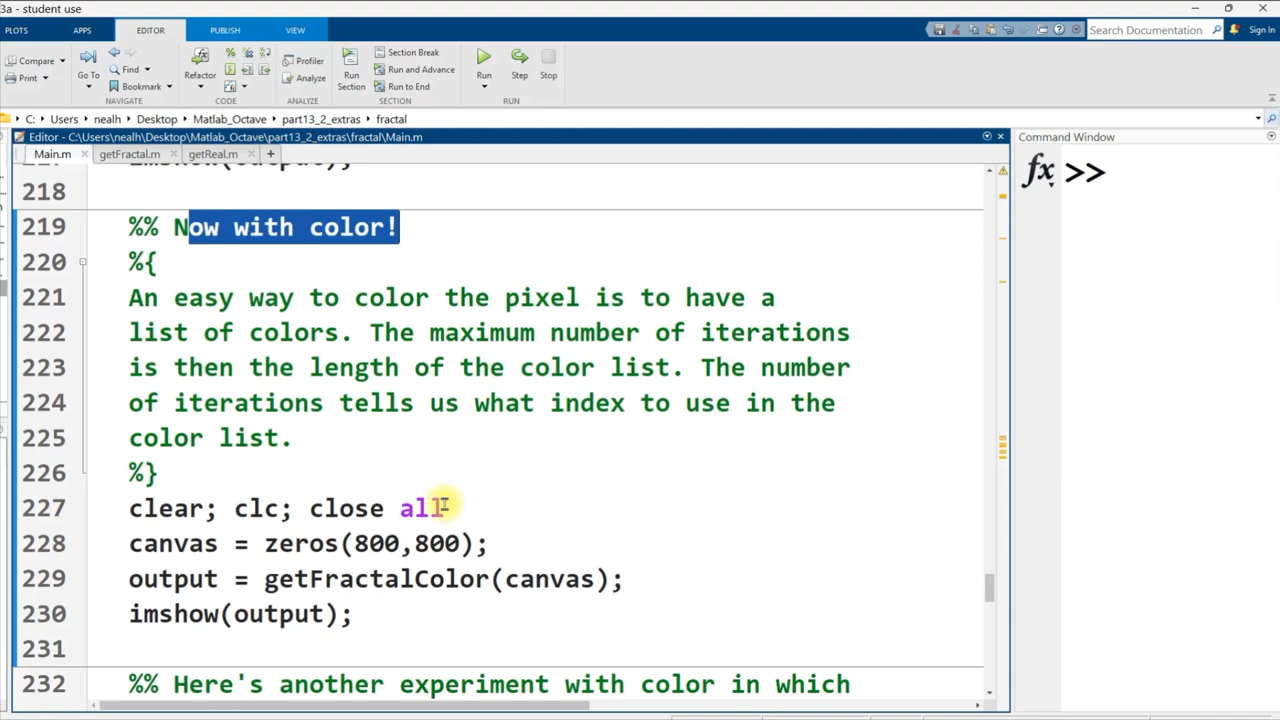 3a - student use
PLOTS APPS EDITOR PUBLISH VIEW
Search Documentation
Sign In
Compare
Print
Go To
Find
Bookmark
NAVIGATE
Refactor
CODE
Profiler
Analyze
ANALYZE
Run Section
Section Break
Run and Advance
Run to End
SECTION
Run
Step
Stop
RUN
C: Users nealh Desktop Matlab_Octave part13_2_extras fractal
Editor - C:\Users\nealh\Desktop\Matlab_Octave\part13_2_extras\fractal\Main.m
Command Window
Main.m getFractal.m getReal.m +
fx >>
217 imshow(output);
218
219 %% Now with color!
220 %{
221 An easy way to color the pixel is to have a
222 list of colors. The maximum number of iterations
223 is then the length of the color list. The number
224 of iterations tells us what index to use in the
225 color list.
226 %}
227 clear; clc; close all
228 canvas = zeros(800,800);
229 output = getFractalColor(canvas);
230 imshow(output);
231
232 %% Here's another experiment with color in which